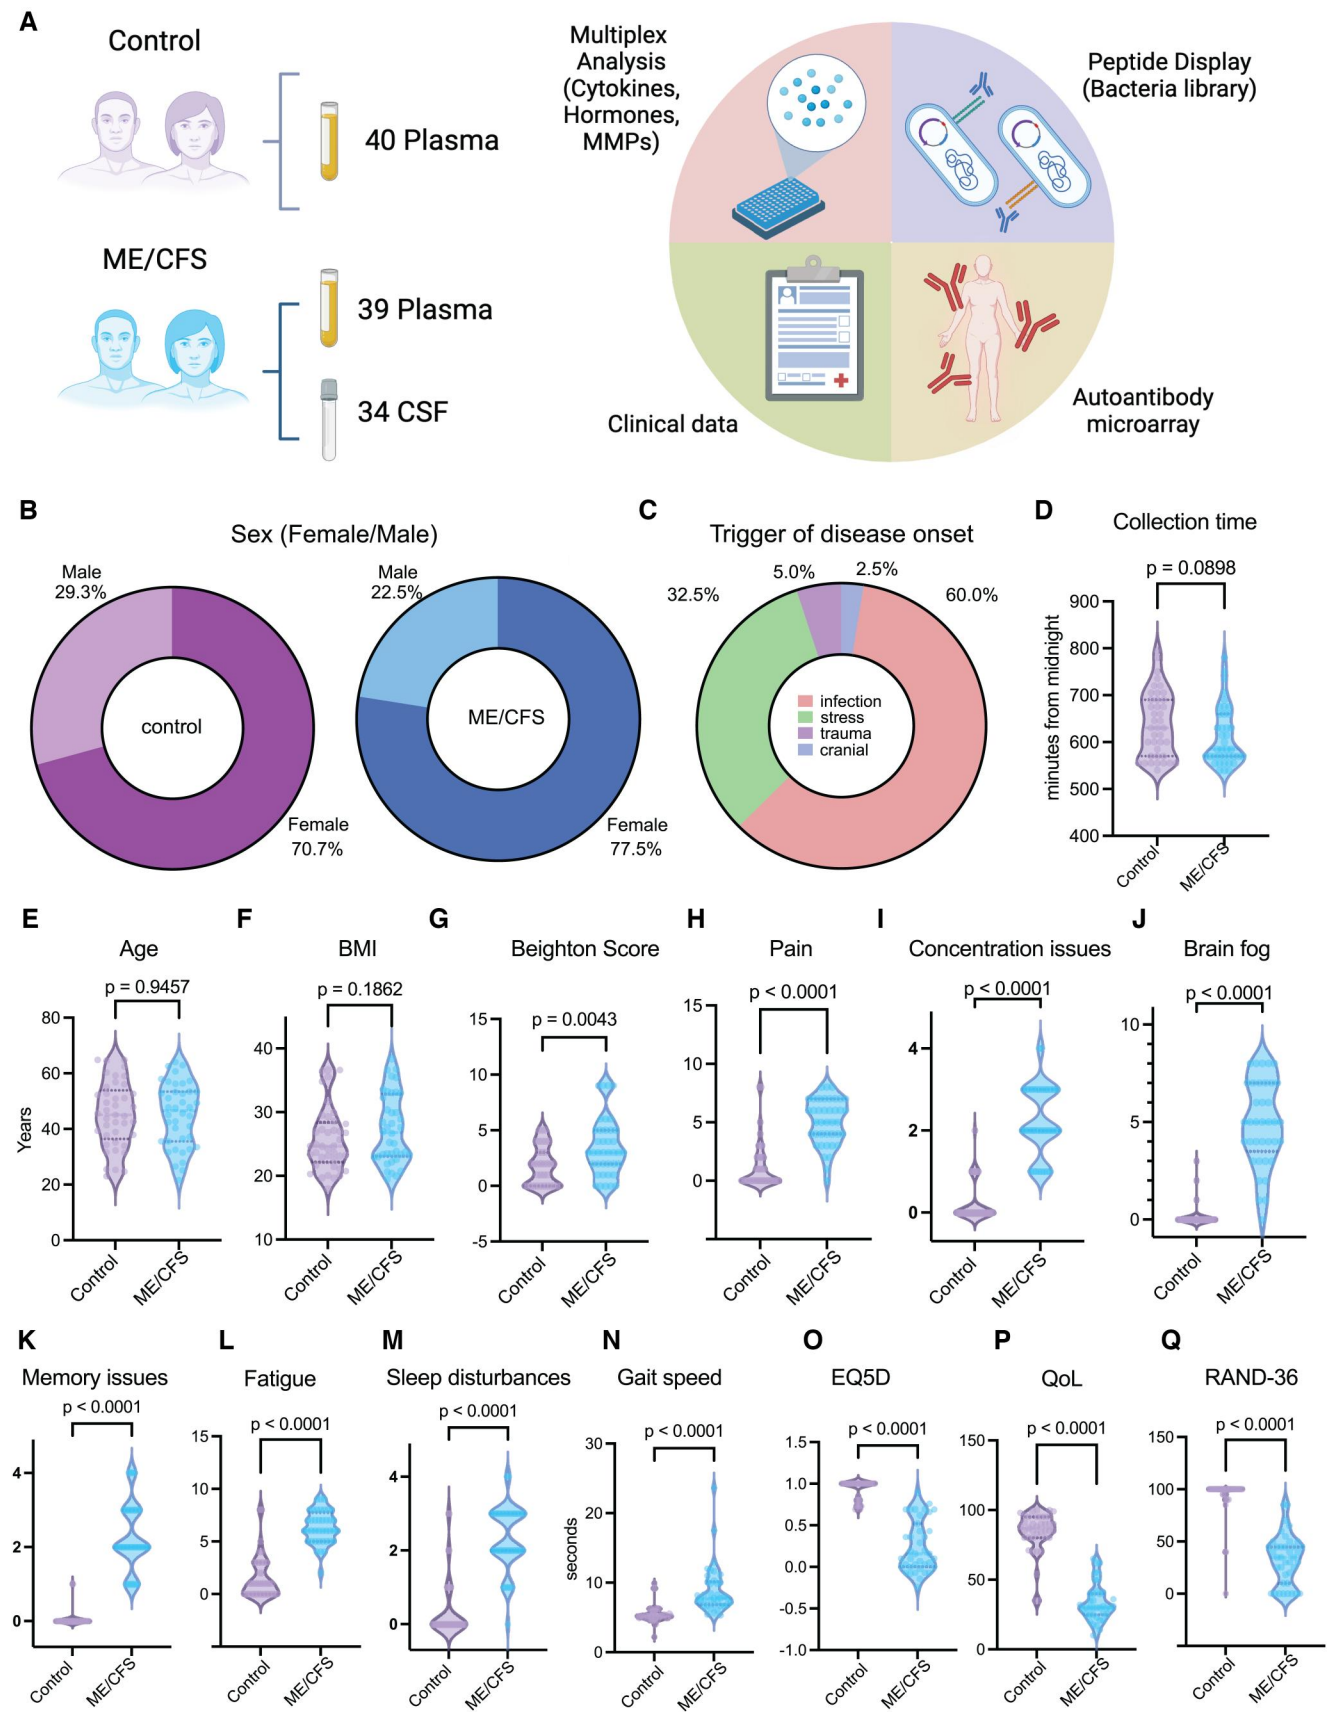 A
Control
40 Plasma
ME/CFS
39 Plasma
34 CSF
Multiplex
Analysis
(Cytokines,
Hormones,
MMPs)
Peptide Display
(Bacteria library)
Clinical data
Autoantibody
microarray
B
Sex (Female/Male)
Male
29.3%
control
Female
70.7%
Male
22.5%
ME/CFS
Female
77.5%
C
Trigger of disease onset
32.5%
5.0%
2.5%
60.0%
infection
stress
trauma
cranial
D
Collection time
p = 0.0898
minutes from midnight
900
800
700
600
500
400
Control
ME/CFS
E
Age
p = 0.9457
Years
80
60
40
20
0
Control
ME/CFS
F
BMI
p = 0.1862
40
30
20
10
Control
ME/CFS
G
Beighton Score
p = 0.0043
15
10
5
0
-5
Control
ME/CFS
H
Pain
p < 0.0001
15
10
5
0
Control
ME/CFS
I
Concentration issues
p < 0.0001
4
2
0
Control
ME/CFS
J
Brain fog
p < 0.0001
10
5
0
Control
ME/CFS
K
Memory issues
p < 0.0001
4
2
0
Control
ME/CFS
L
Fatigue
p < 0.0001
15
10
5
0
Control
ME/CFS
M
Sleep disturbances
p < 0.0001
4
2
0
Control
ME/CFS
N
Gait speed
p < 0.0001
seconds
30
20
10
0
Control
ME/CFS
O
EQ5D
p < 0.0001
1.5
1.0
0.5
0.0
-0.5
-1.0
Control
ME/CFS
P
QoL
p < 0.0001
150
100
50
0
Control
ME/CFS
Q
RAND-36
p < 0.0001
150
100
50
0
Control
ME/CFS